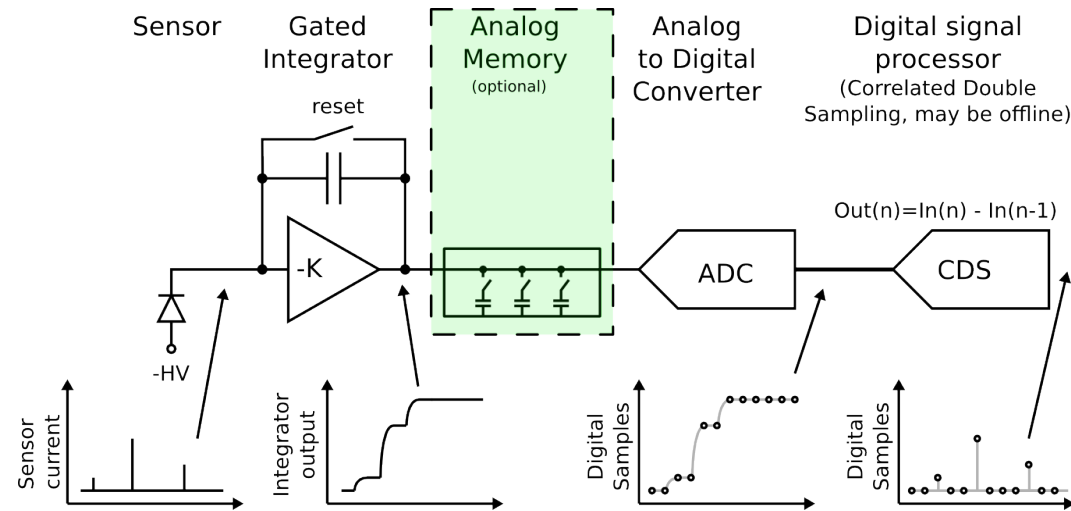 Sensor
Gated
Integrator
Analog
Memory
(optional)
Analog
to Digital
Converter
Digital signal
processor
(Correlated Double
Sampling, may be offline)
reset
Out(n)=In(n) - In(n-1)
-K
ADC
CDS
-HV
Sensor
current
Integrator
output
Digital
Samples
Digital
Samples